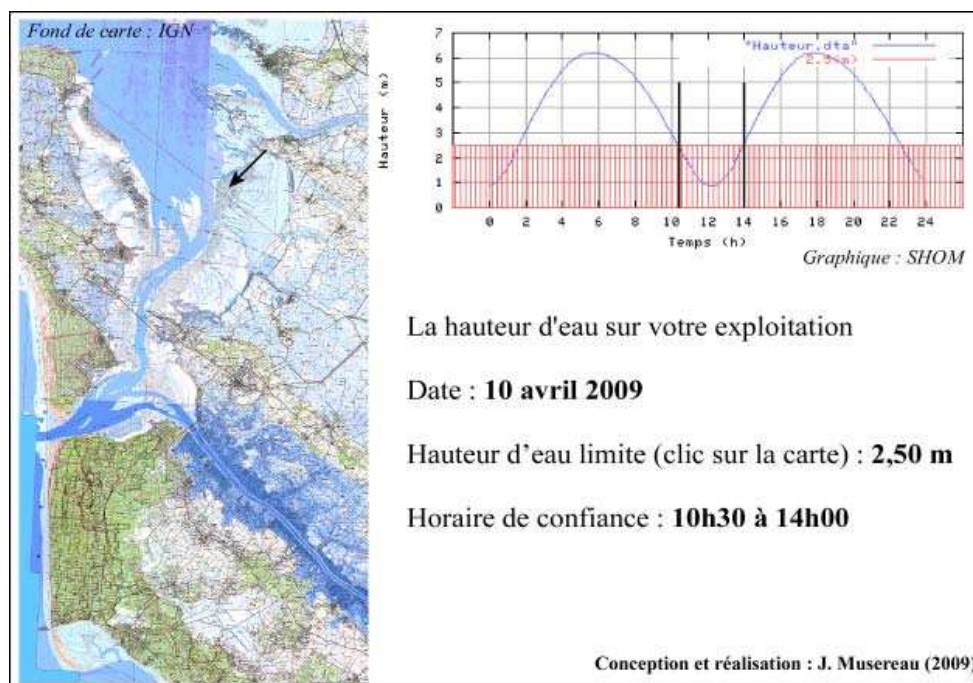 Fond de carte : IGN
7
6
5
4
3
2
1
0
Hauteur (m)
"Hauteur.dta"
2.5(m)
0 2 4 6 8 10 12 14 16 18 20 22 24
Temps (h)
Graphique : SHOM
La hauteur d'eau sur votre exploitation
Date : 10 avril 2009
Hauteur d’eau limite (clic sur la carte) : 2,50 m
Horaire de confiance : 10h30 à 14h00
Conception et réalisation : J. Musereau (2009)